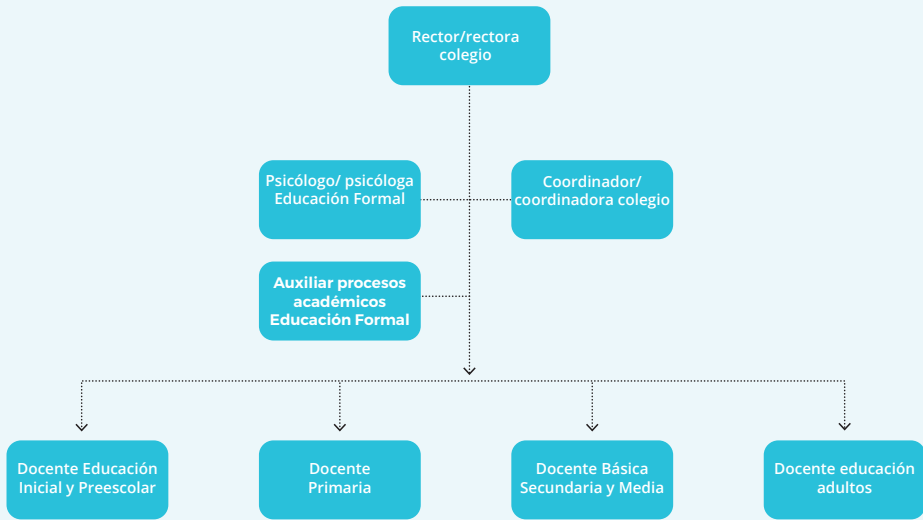 Rector/rectora
colegio
Psicólogo/ psicóloga
Educación Formal
Coordinador/
coordinadora colegio
Auxiliar procesos
académicos
Educación Formal
Docente Educación
Inicial y Preescolar
Docente
Primaria
Docente Básica
Secundaria y Media
Docente educación
adultos